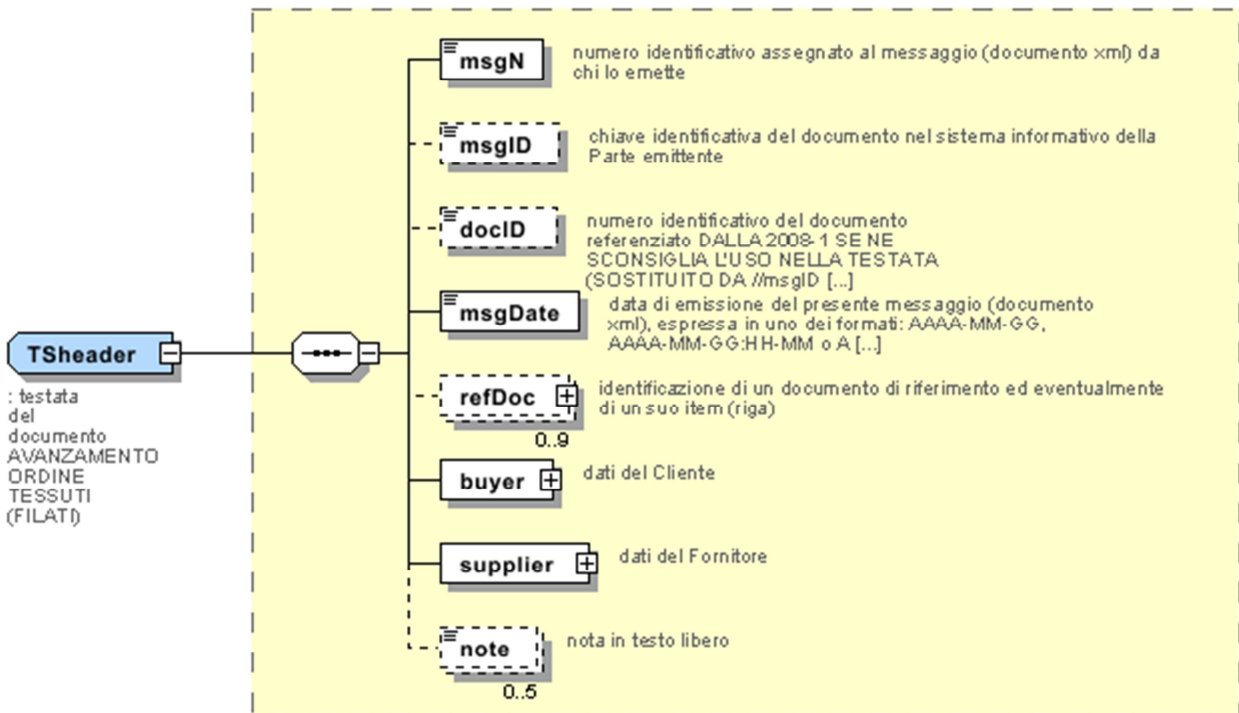 msgN
numero identificativo assegnato al messaggio (documento xml) da
chi lo emette
msgID
chiave identificativa del documento nel sistema informativo della
Parte emittente
docID
numero identificativo del documento
referenziato DALLA 2008-1 SE NE
SCONSIGLIA L'USO NELLA TESTATA
(SOSTITUITO DA //msgID [...]
msgDate
data di emissione del presente messaggio (documento
xml), espressa in uno dei formati: AAAA-MM-GG,
AAAA-MM-GG:HH-MM o A [...]
TSheader
: testata
del
documento
AVANZAMENTO
ORDINE
TESSUTI
(FILATI)
refDoc
identificazione di un documento di riferimento ed eventualmente
di un suo item (riga)
0..9
buyer
dati del Cliente
supplier
dati del Fornitore
note
nota in testo libero
0..5